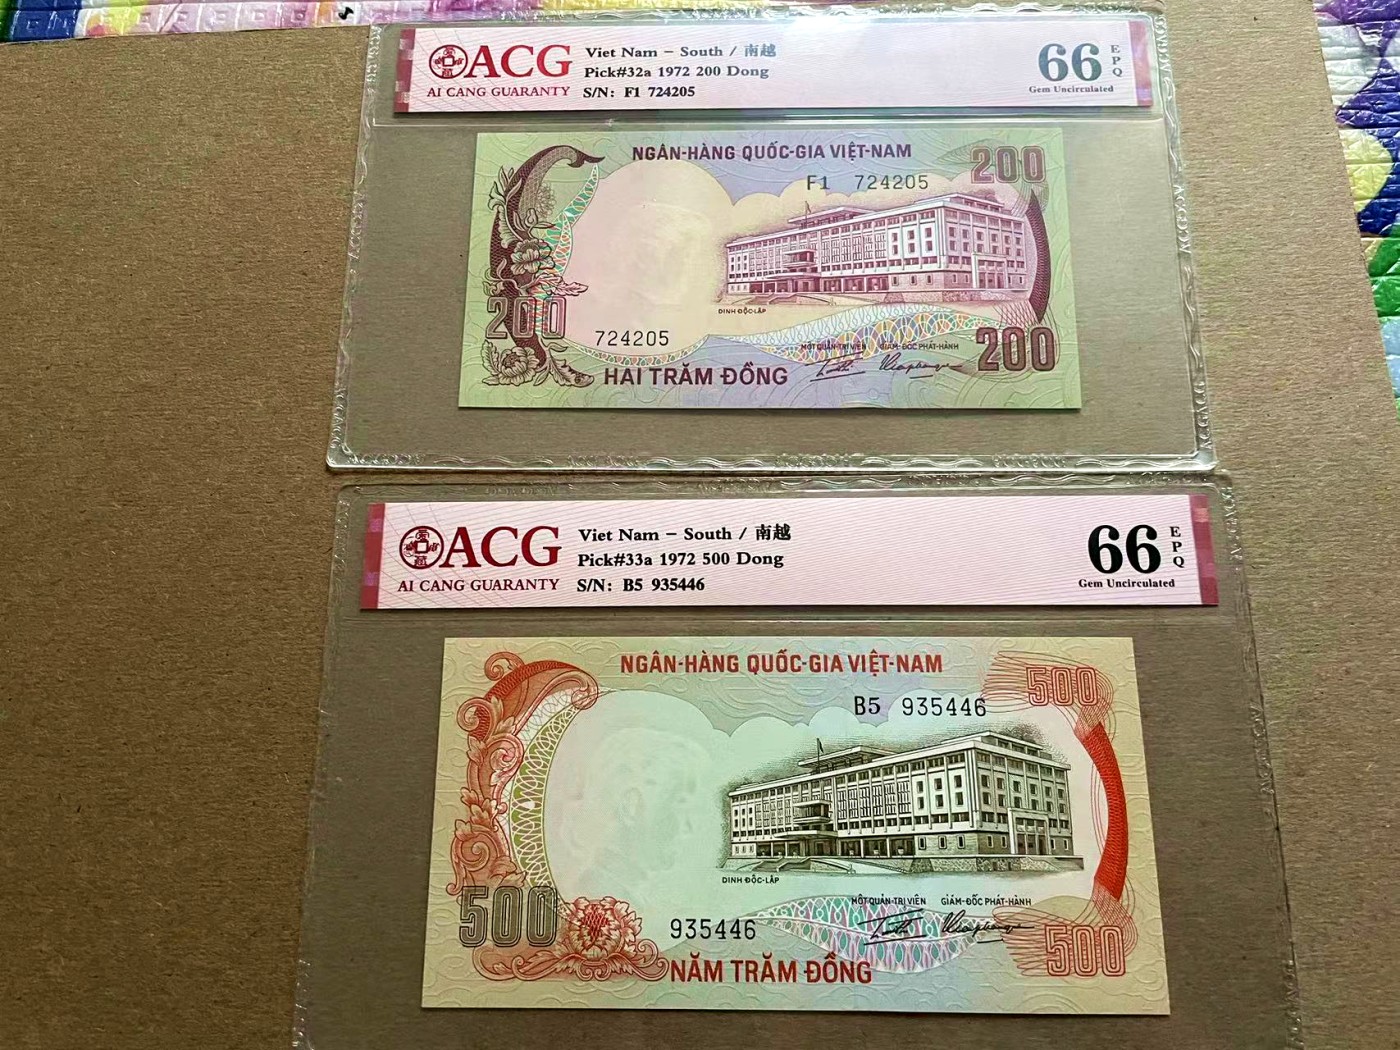 ACG
AI CANG GUARANTY
Viet Nam - South / 南越
Pick#32a 1972 200 Dong
S/N: F1 724205
66
EPQ
Gem Uncirculated
NGÂN-HÀNG QUỐC-GIA VIỆT-NAM
200
F1 724205
DINH ĐỘC-LẬP
200
724205
MỘT QUẢN-TRỊ VIÊN GIÁM-ĐỐC PHÁT-HÀNH
200
HAI TRĂM ĐỒNG
ACG
AI CANG GUARANTY
Viet Nam - South / 南越
Pick#33a 1972 500 Dong
S/N: B5 935446
66
EPQ
Gem Uncirculated
NGÂN-HÀNG QUỐC-GIA VIỆT-NAM
500
B5 935446
DINH ĐỘC-LẬP
500
MỘT QUẢN-TRỊ VIÊN GIÁM-ĐỐC PHÁT-HÀNH
935446
500
NĂM TRĂM ĐỒNG